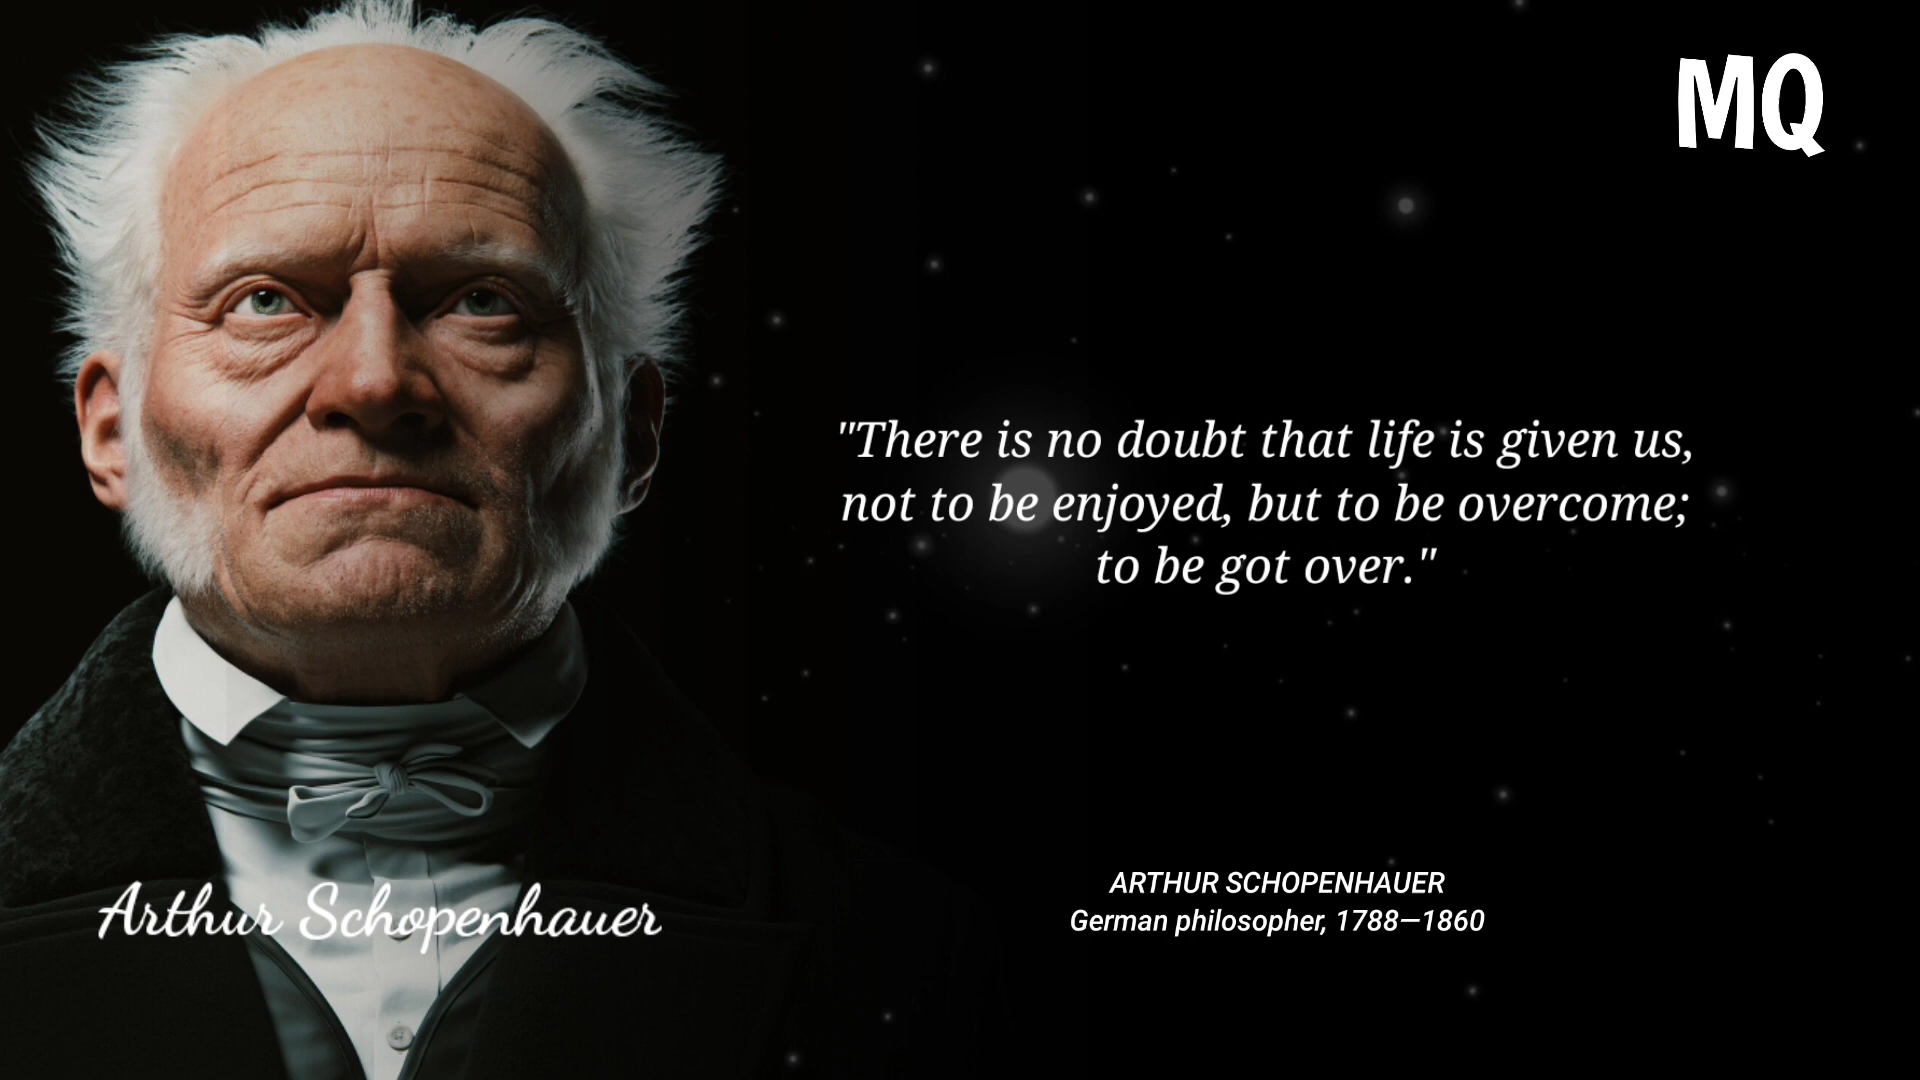 MQ
"There is no doubt that life is given us,
not to be enjoyed, but to be overcome;
to be got over."
Arthur Schopenhauer
ARTHUR SCHOPENHAUER
German philosopher, 1788—1860